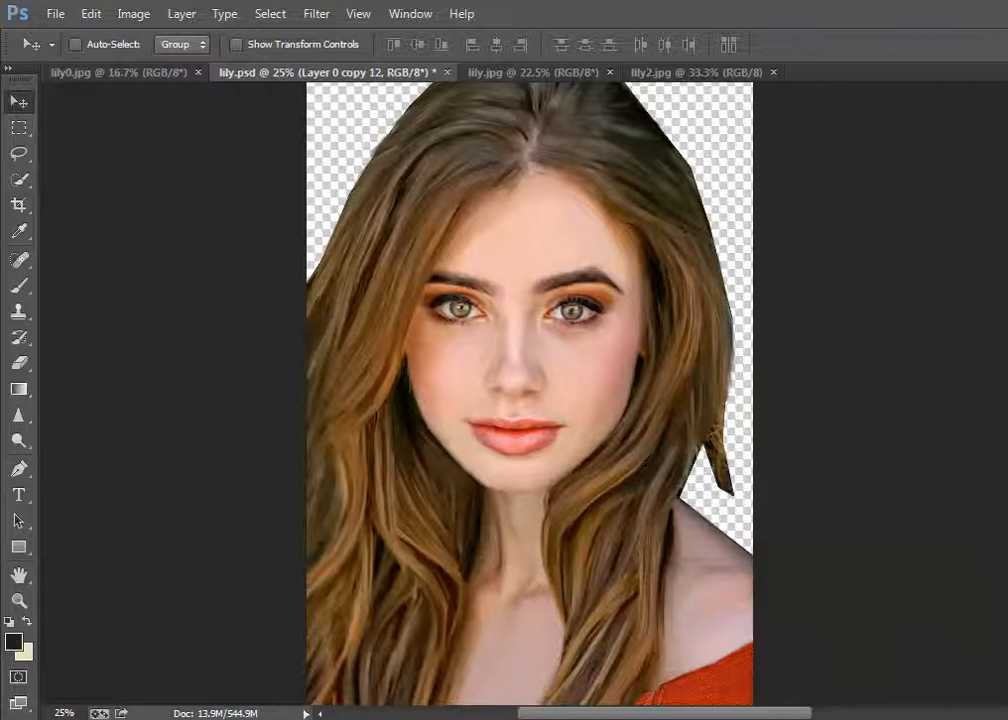 Ps File Edit Image Layer Type Select Filter View Window Help
Auto-Select: Group Show Transform Controls
lily0.jpg @ 16.7% (RGB/8*) × lily.psd @ 25% (Layer 0 copy 12, RGB/8*) * × lily.jpg @ 22.5% (RGB/8*) × lily2.jpg @ 33.3% (RGB/8) ×
T
25% Doc: 13.9M/544.9M